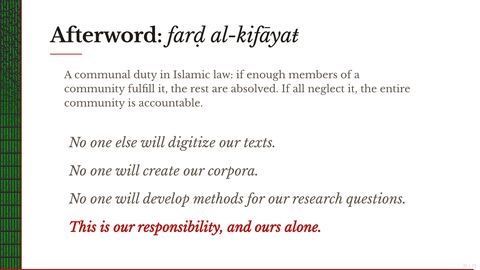 Afterword: farḍ al-kifāyaŧ
A communal duty in Islamic law: if enough members of a
community fulfill it, the rest are absolved. If all neglect it, the entire
community is accountable.
No one else will digitize our texts.
No one will create our corpora.
No one will develop methods for our research questions.
This is our responsibility, and ours alone.